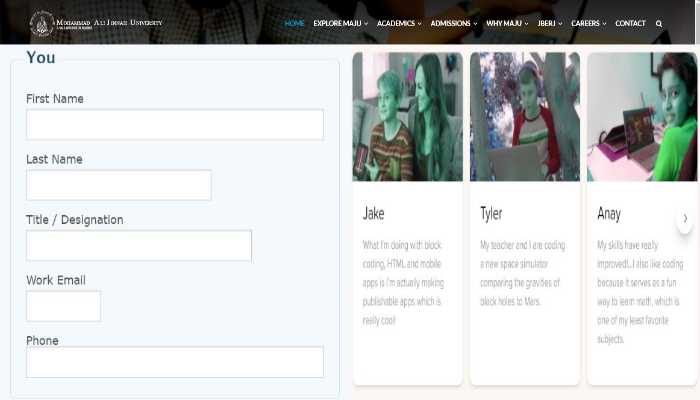 Mohammad Ali Jinnah University
HOME EXPLORE MAJU ACADEMICS ADMISSIONS WHY MAJU JBERJ CAREERS CONTACT
You
First Name
Last Name
Title / Designation
Work Email
Phone
Jake
What I'm doing with block
coding, HTML and mobile
apps is I'm actually making
publishable apps which is
really cool!
Tyler
My teacher and I are coding
a new space simulator
comparing the gravities of
black holes to Mars.
Anay
My skills have really
improved!...I also like coding
because it serves as a fun
way to learn math, which is
one of my least favorite
subjects.